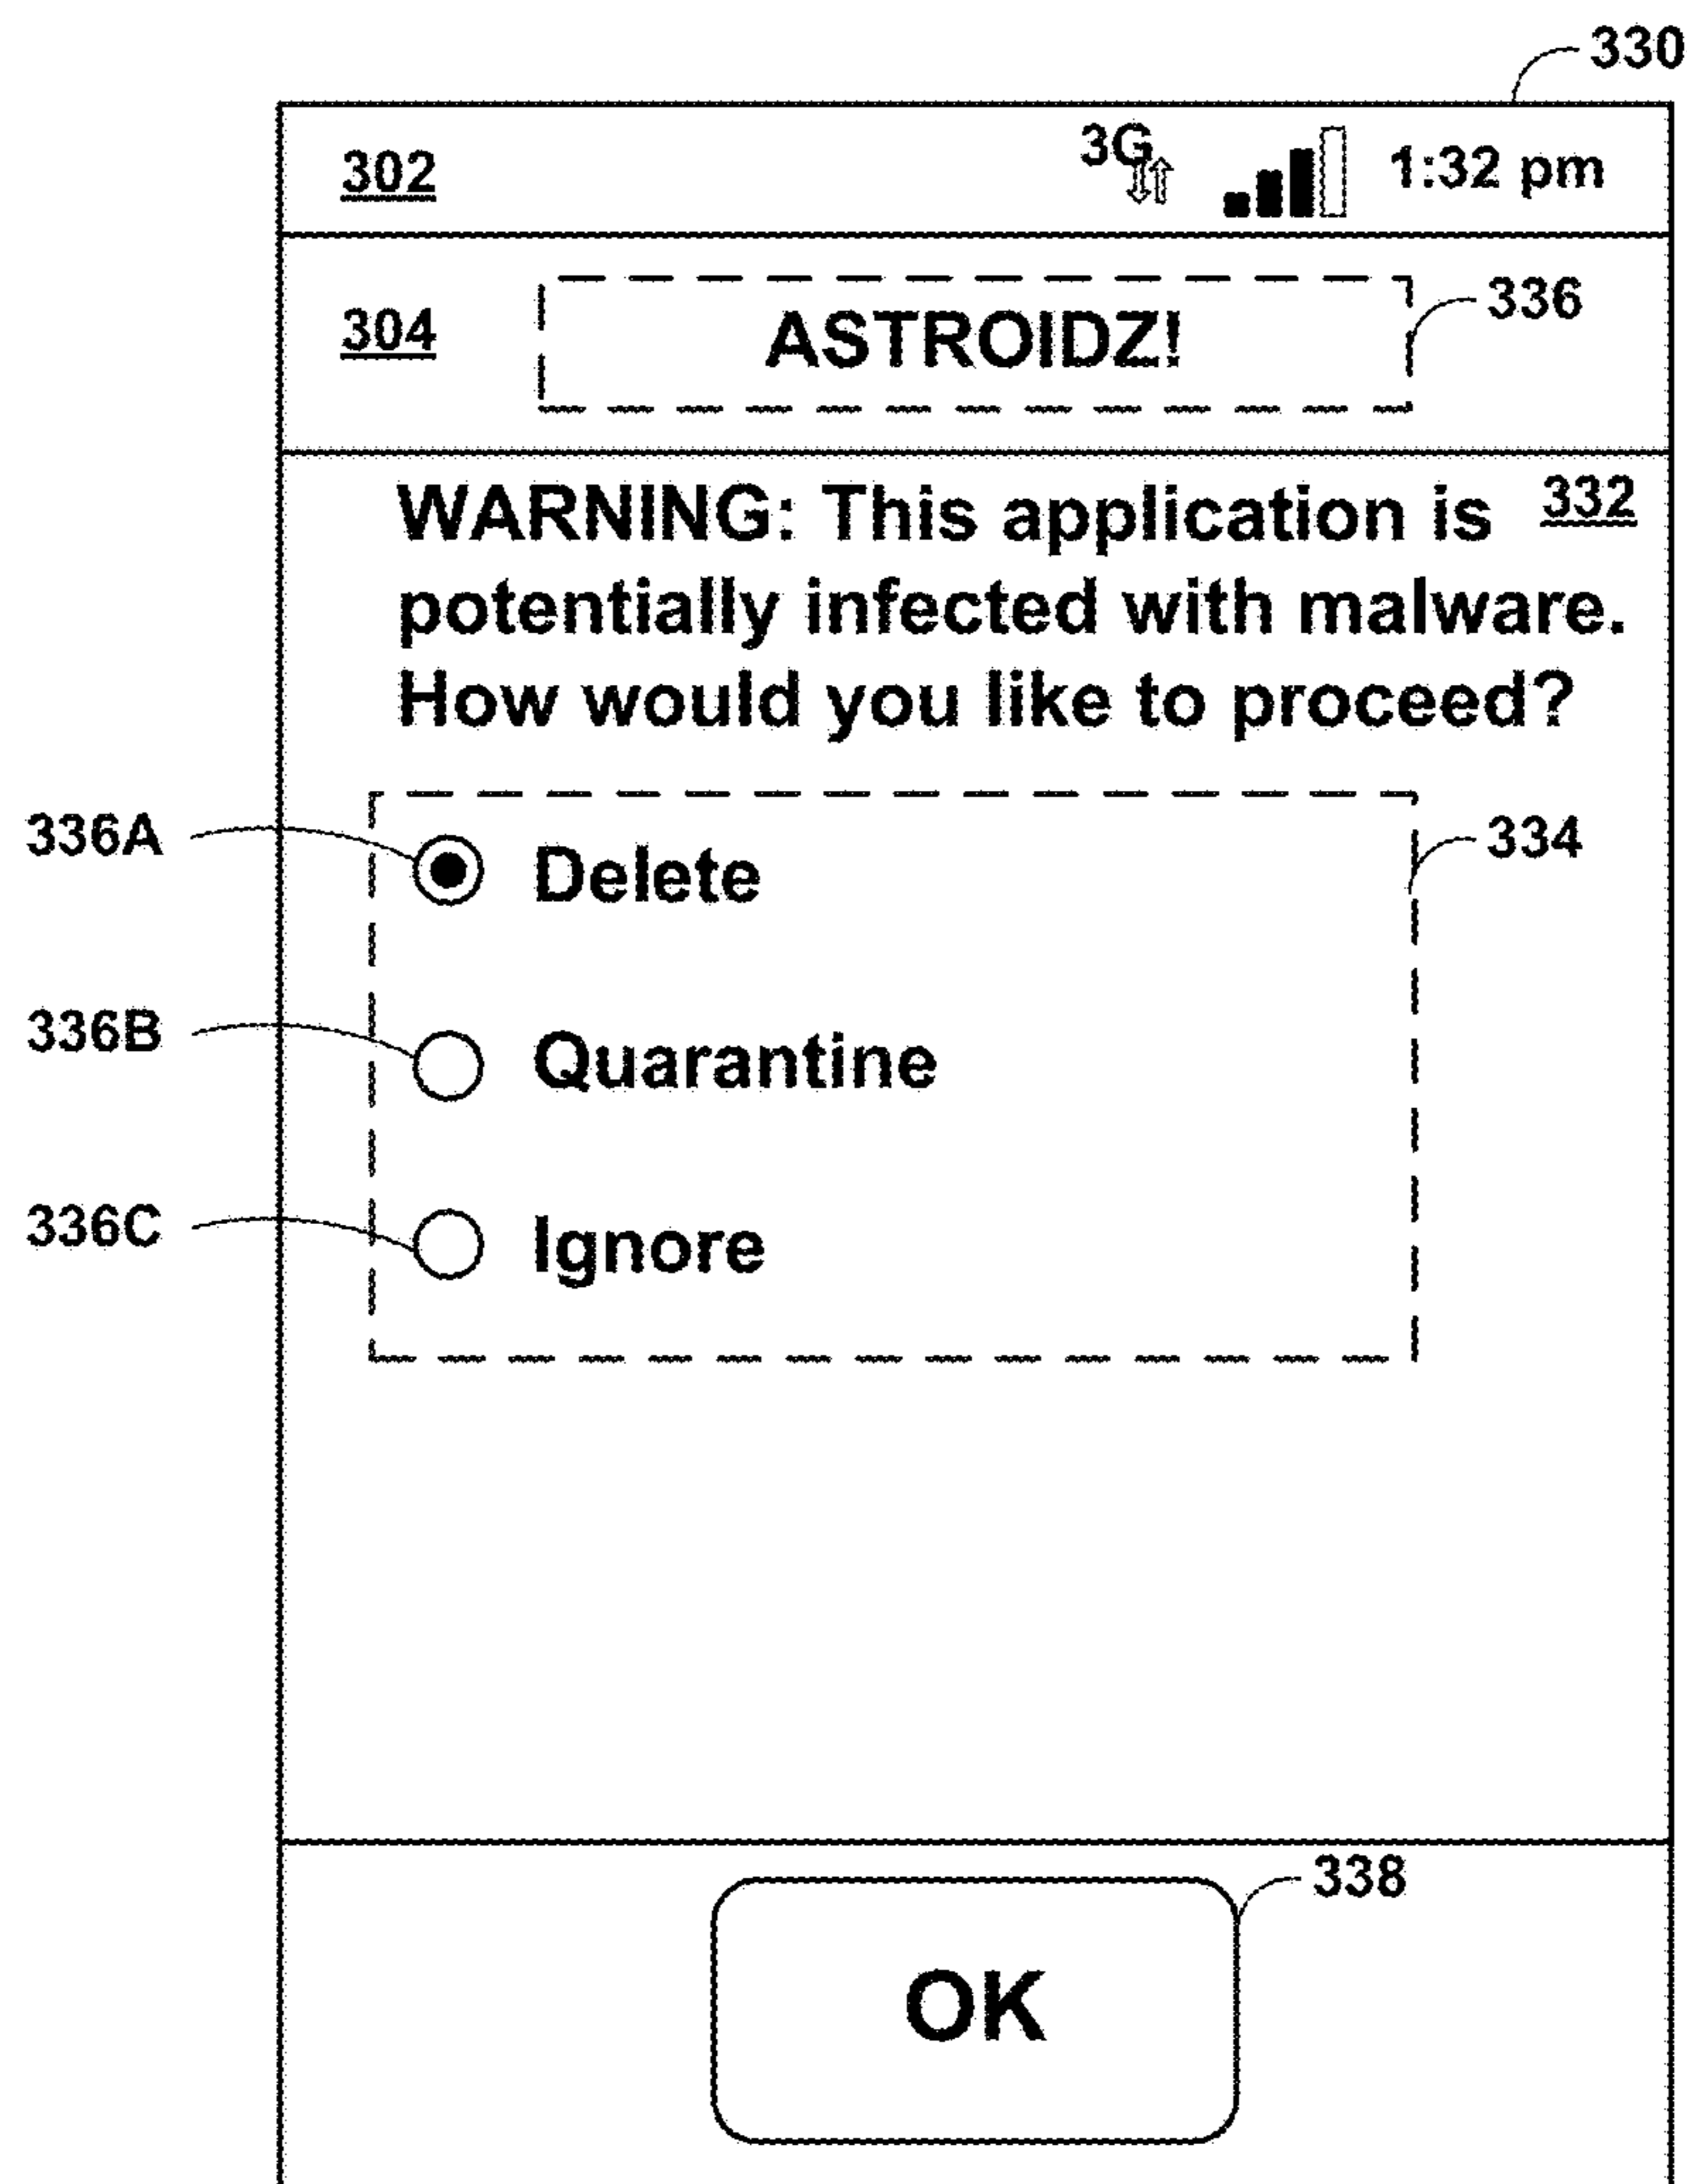 330
302 3G 1:32 pm
304 ASTROIDZ! 336
WARNING: This application is 332
potentially infected with malware.
How would you like to proceed?
336A Delete 334
336B Quarantine
336C Ignore
338
OK